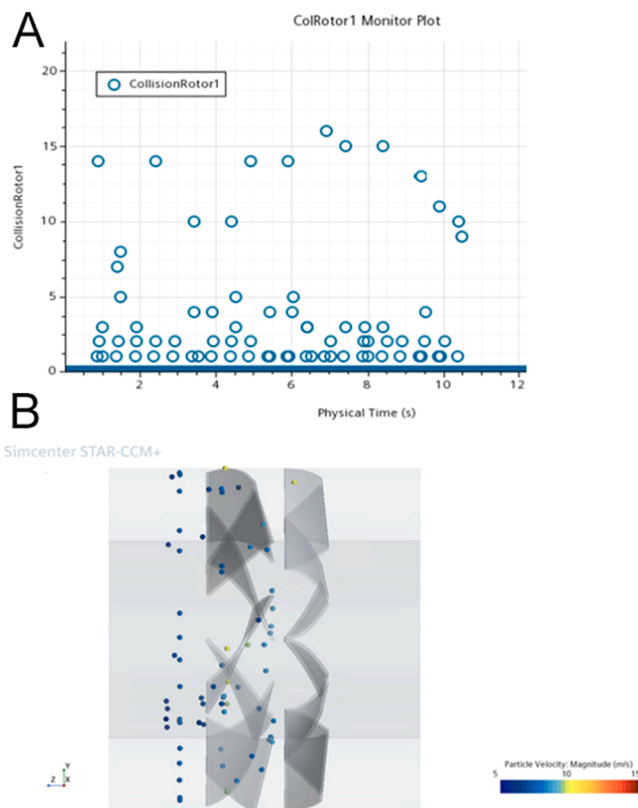 A
ColRotor1 Monitor Plot
20
CollisionRotor1
15
CollisionRotor1
10
5
0
2
4
6
8
10
12
Physical Time (s)
B
Simcenter STAR-CCM+
Y
Z
X
Particle Velocity: Magnitude (m/s)
5
10
15